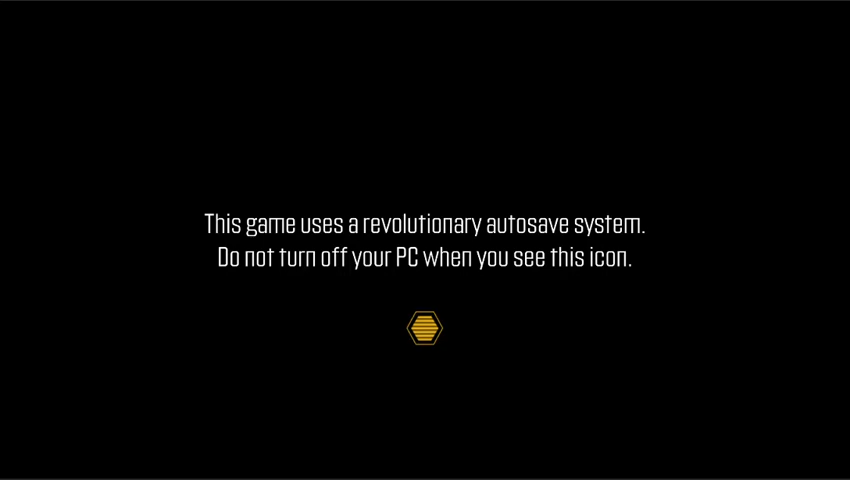 This game uses a revolutionary autosave system.
Do not turn off your PC when you see this icon.